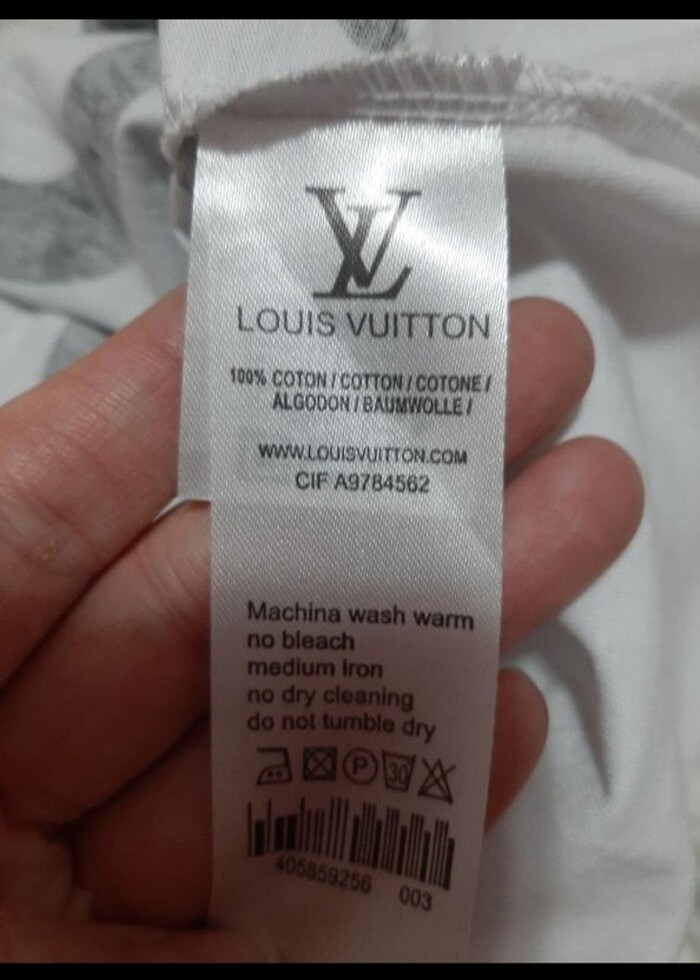 LV
LOUIS VUITTON
100% COTON / COTTON / COTONE /
ALGODON / BAUMWOLLE /
WWW.LOUISVUITTON.COM
CIF A9784562
Machina wash warm
no bleach
medium iron
no dry cleaning
do not tumble dry
P 30
405859256 003